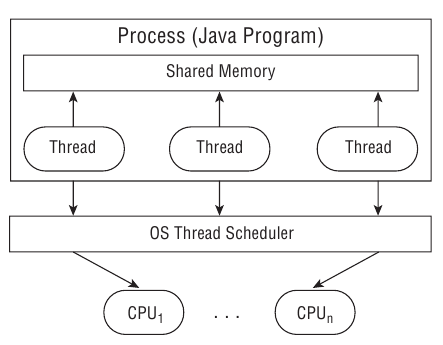 Process (Java Program)
Shared Memory
Thread
Thread
Thread
OS Thread Scheduler
CPU₁ . . . CPUₙ